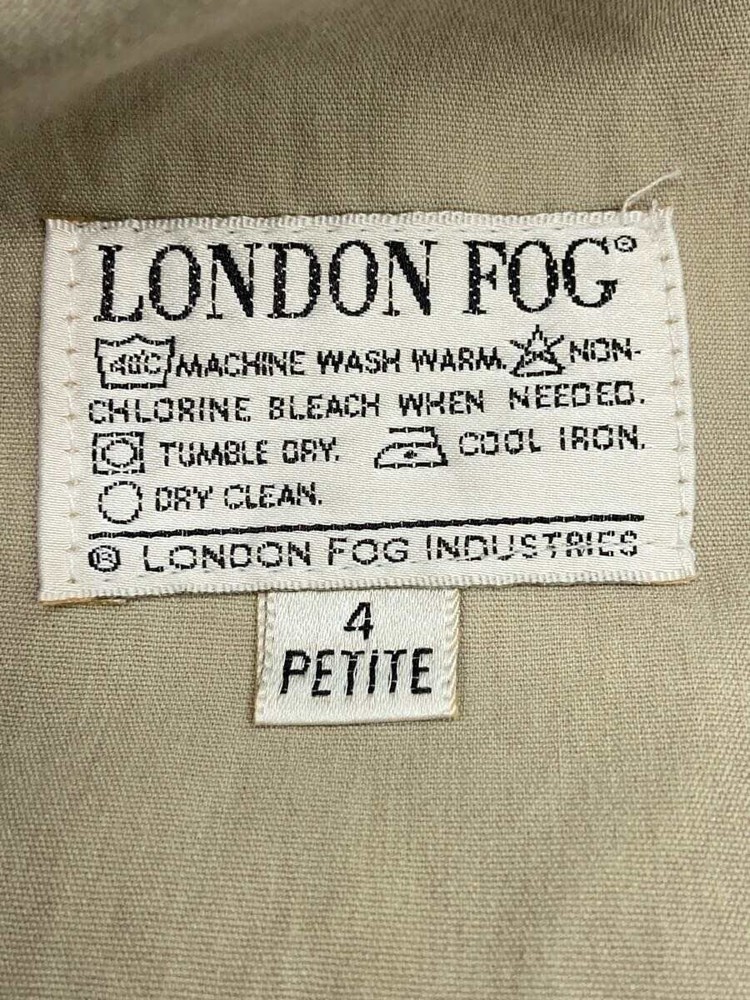 LONDON FOG®
40°C MACHINE WASH WARM. NON-
CHLORINE BLEACH WHEN NEEDED.
TUMBLE DRY. COOL IRON.
DRY CLEAN.
® LONDON FOG INDUSTRIES
4
PETITE